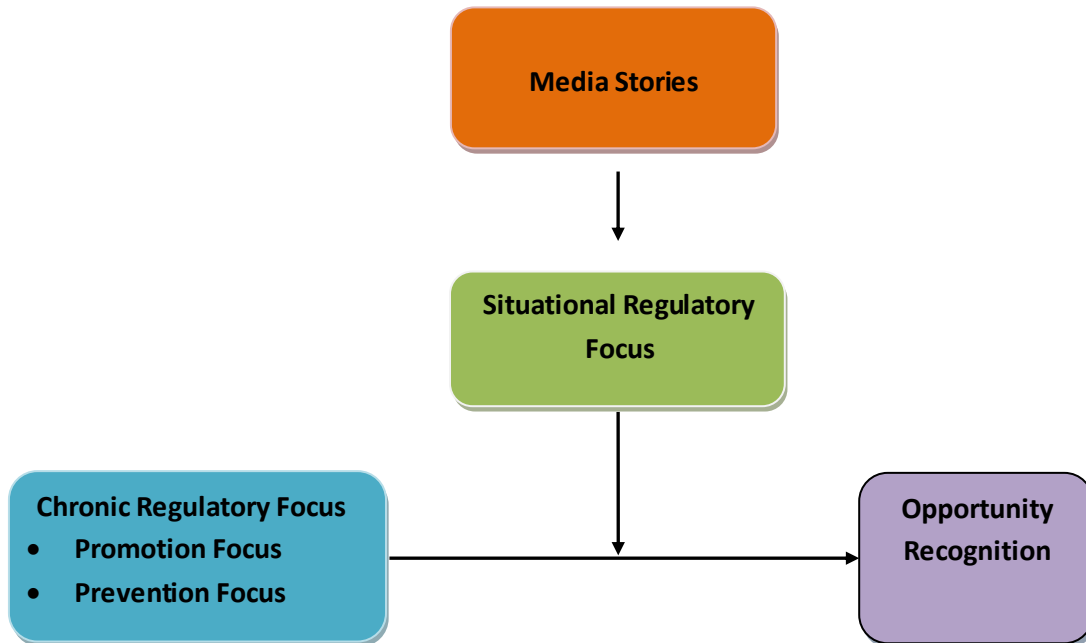 Media Stories
Situational Regulatory
Focus
Chronic Regulatory Focus
• Promotion Focus
• Prevention Focus
Opportunity
Recognition